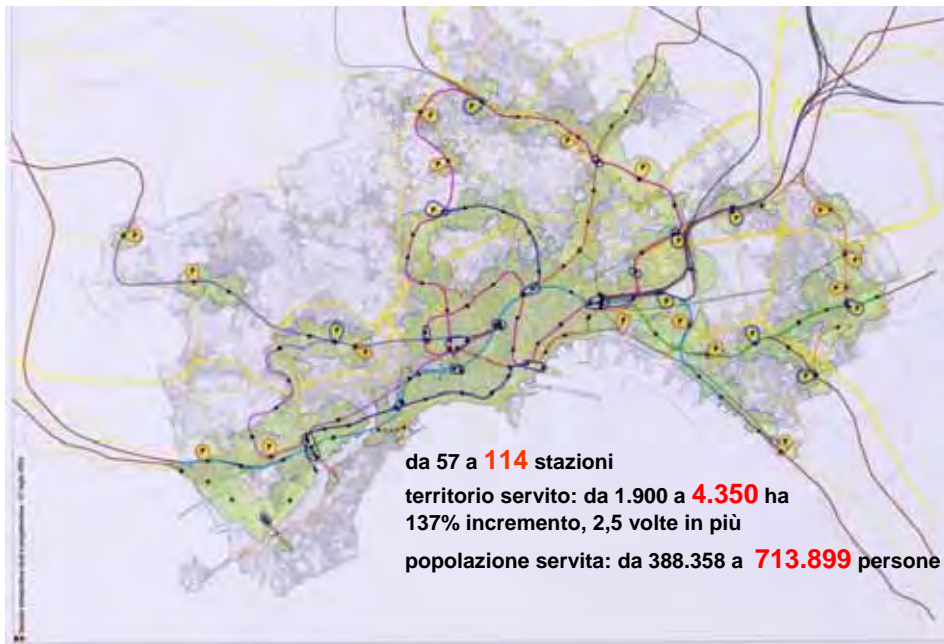 da 57 a 114 stazioni
territorio servito: da 1.900 a 4.350 ha
137% incremento, 2,5 volte in più
popolazione servita: da 388.358 a 713.899 persone